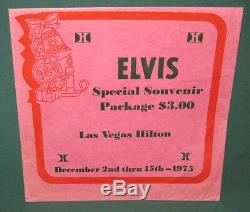 ELVIS
Special Souvenir
Package $3.00
Las Vegas Hilton
December 2nd thru 15th-1975